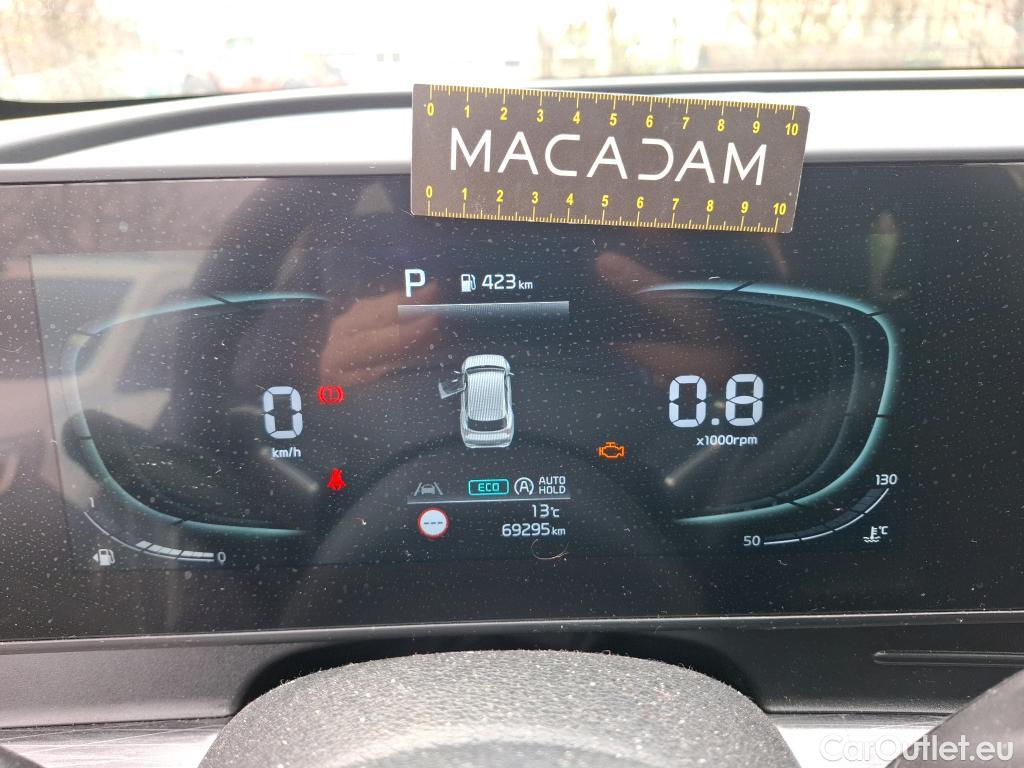 0 1 2 3 4 5 6 7 8 9 10
MACADAM
0 1 2 3 4 5 6 7 8 9 10
P 423 km
0
km/h
0.8
x1000rpm
ECO A AUTO HOLD
13°C
69295 km
---
1
0
130
50
°C
CarOutlet.eu